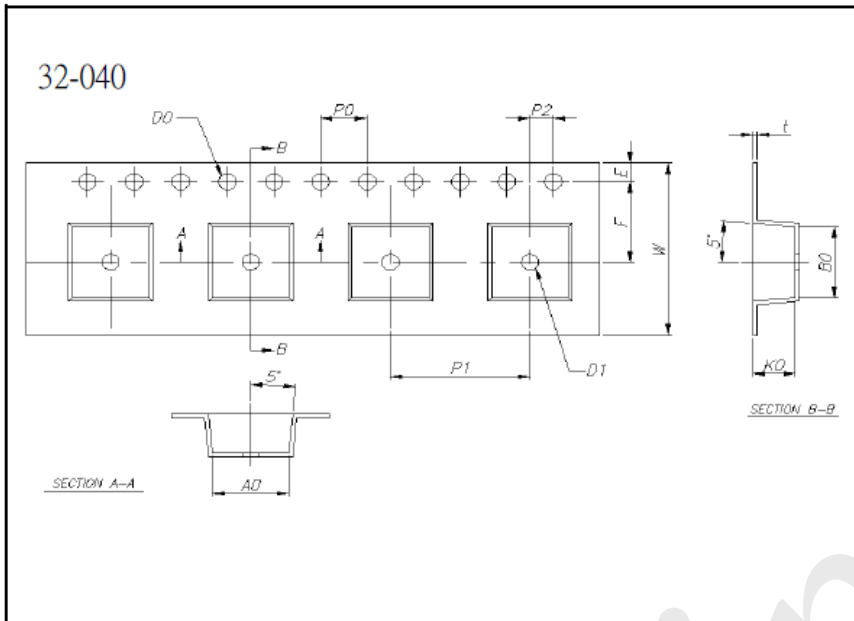 32-040
D0
P0
P2
B
t
E
F
W
A
A
5°
B0
B
P1
D1
K0
5°
SECTION B-B
SECTION A-A
A0